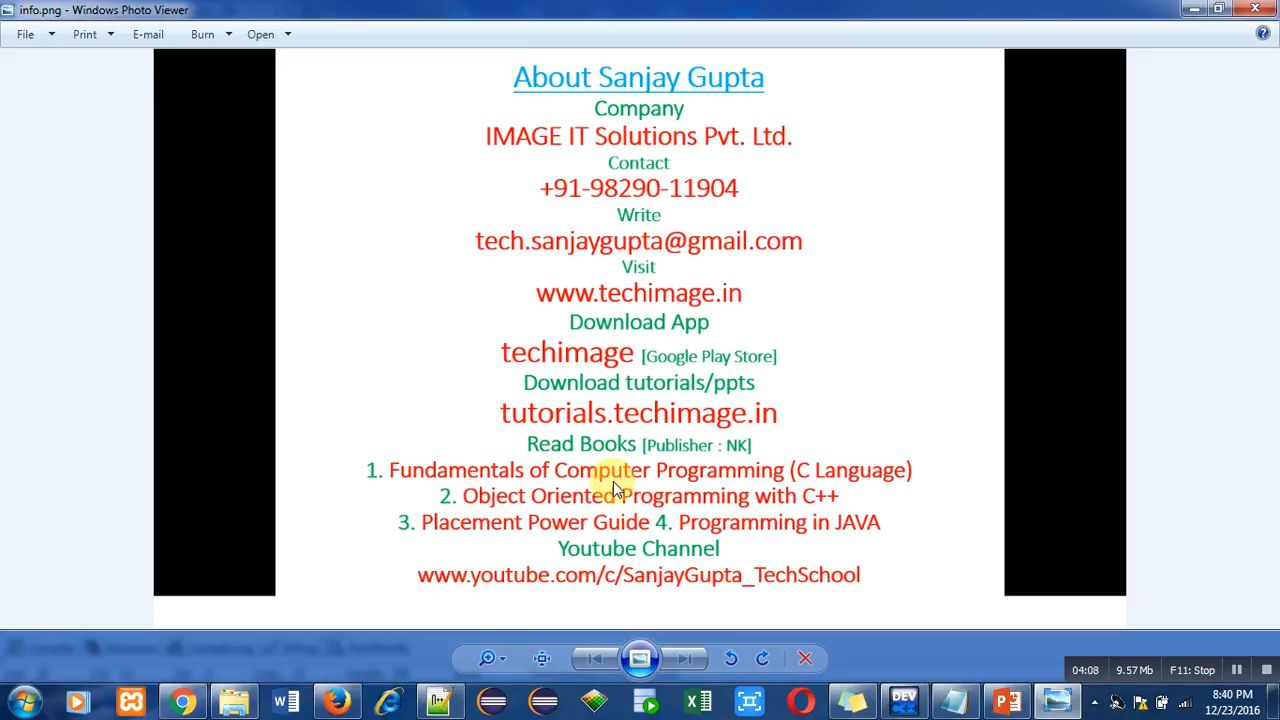 info.png - Windows Photo Viewer
File Print E-mail Burn Open
About Sanjay Gupta
Company
IMAGE IT Solutions Pvt. Ltd.
Contact
+91-98290-11904
Write
tech.sanjaygupta@gmail.com
Visit
www.techimage.in
Download App
techimage [Google Play Store]
Download tutorials/ppts
tutorials.techimage.in
Read Books [Publisher : NK]
1. Fundamentals of Computer Programming (C Language)
2. Object Oriented Programming with C++
3. Placement Power Guide 4. Programming in JAVA
Youtube Channel
www.youtube.com/c/SanjayGupta_TechSchool
04:08 9.57 Mb F11: Stop
DEV
8:40 PM
12/23/2016